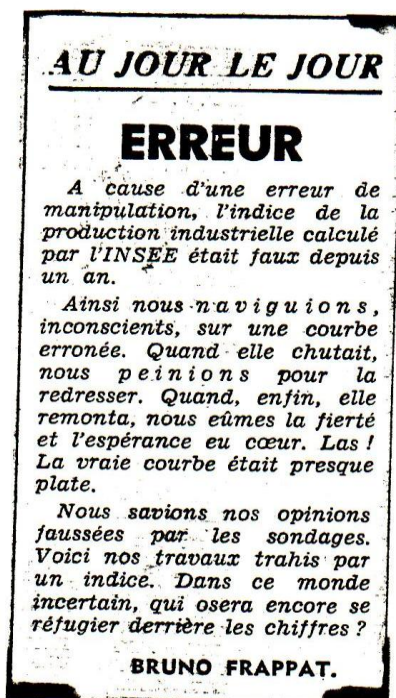 AU JOUR LE JOUR
ERREUR
A cause d'une erreur de
manipulation, l'indice de la
production industrielle calculé
par l'INSEE était faux depuis
un an.
Ainsi nous naviguions,
inconscients, sur une courbe
erronée. Quand elle chutait,
nous peinions pour la
redresser. Quand, enfin, elle
remonta, nous eûmes la fierté
et l'espérance eu cœur. Las !
La vraie courbe était presque
plate.
Nous savions nos opinions
faussées par les sondages.
Voici nos travaux trahis par
un indice. Dans ce monde
incertain, qui osera encore se
réfugier derrière les chiffres ?
BRUNO FRAPPAT.